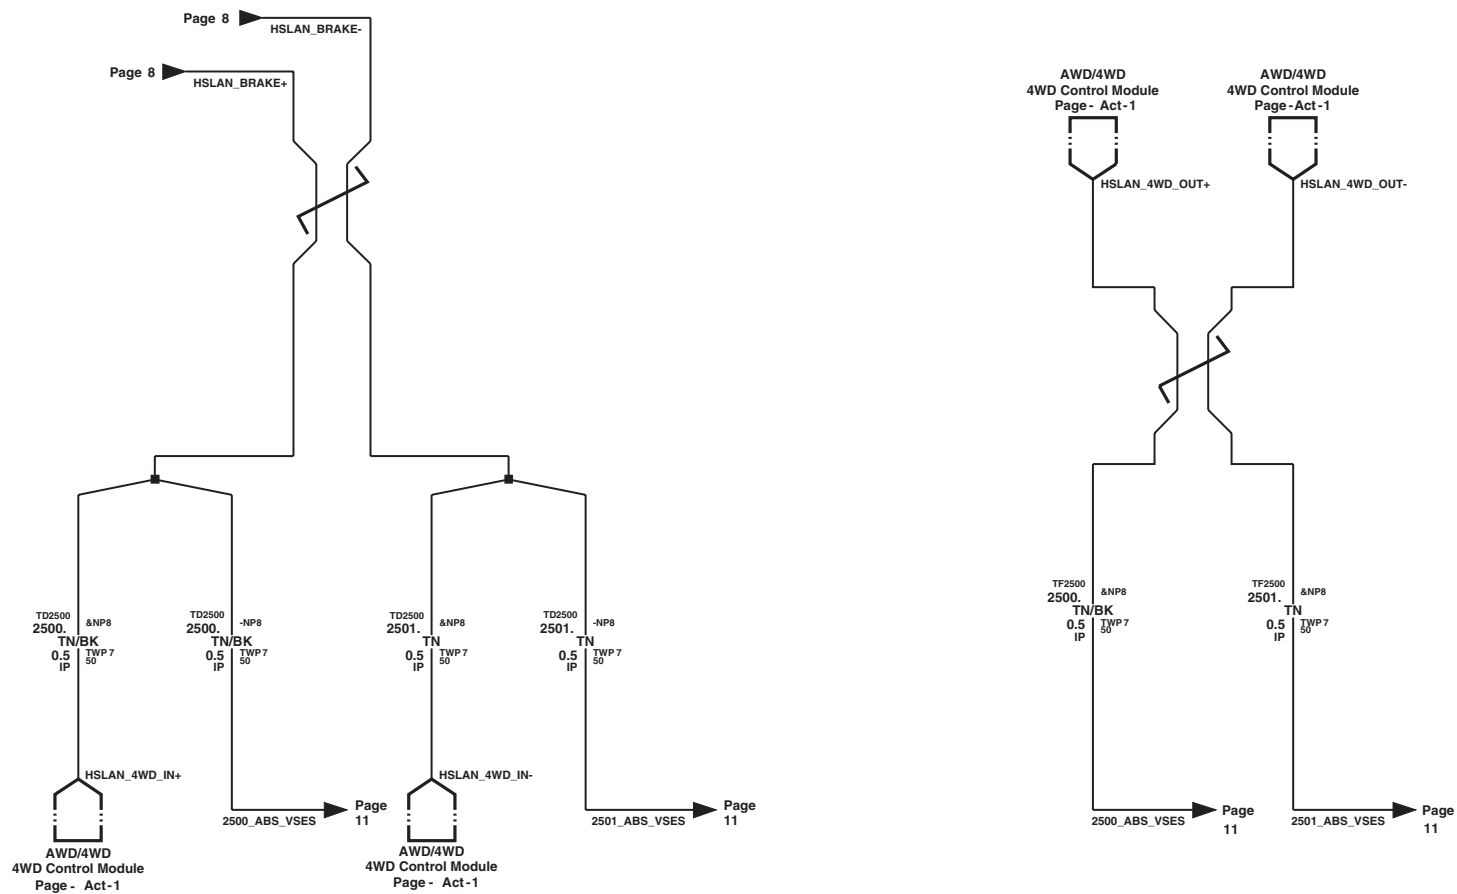 Page 8
HSLAN_BRAKE-
Page 8
HSLAN_BRAKE+
AWD/4WD
4WD Control Module
Page - Act-1
AWD/4WD
4WD Control Module
Page - Act-1
HSLAN_4WD_OUT+
HSLAN_4WD_OUT-
TD2500
2500.
&NP8
TN/BK
0.5
IP
TWP 7
50
TD2500
2500.
-NP8
TN/BK
0.5
IP
TWP 7
50
TD2500
2501.
&NP8
TN
0.5
IP
TWP 7
50
TD2500
2501.
-NP8
TN
0.5
IP
TWP 7
50
TF2500
2500.
&NP8
TN/BK
0.5
IP
TWP 7
50
TF2500
2501.
&NP8
TN
0.5
IP
TWP 7
50
HSLAN_4WD_IN+
AWD/4WD
4WD Control Module
Page - Act-1
2500_ABS_VSES
Page
11
HSLAN_4WD_IN-
AWD/4WD
4WD Control Module
Page - Act-1
2501_ABS_VSES
Page
11
2500_ABS_VSES
Page
11
2501_ABS_VSES
Page
11